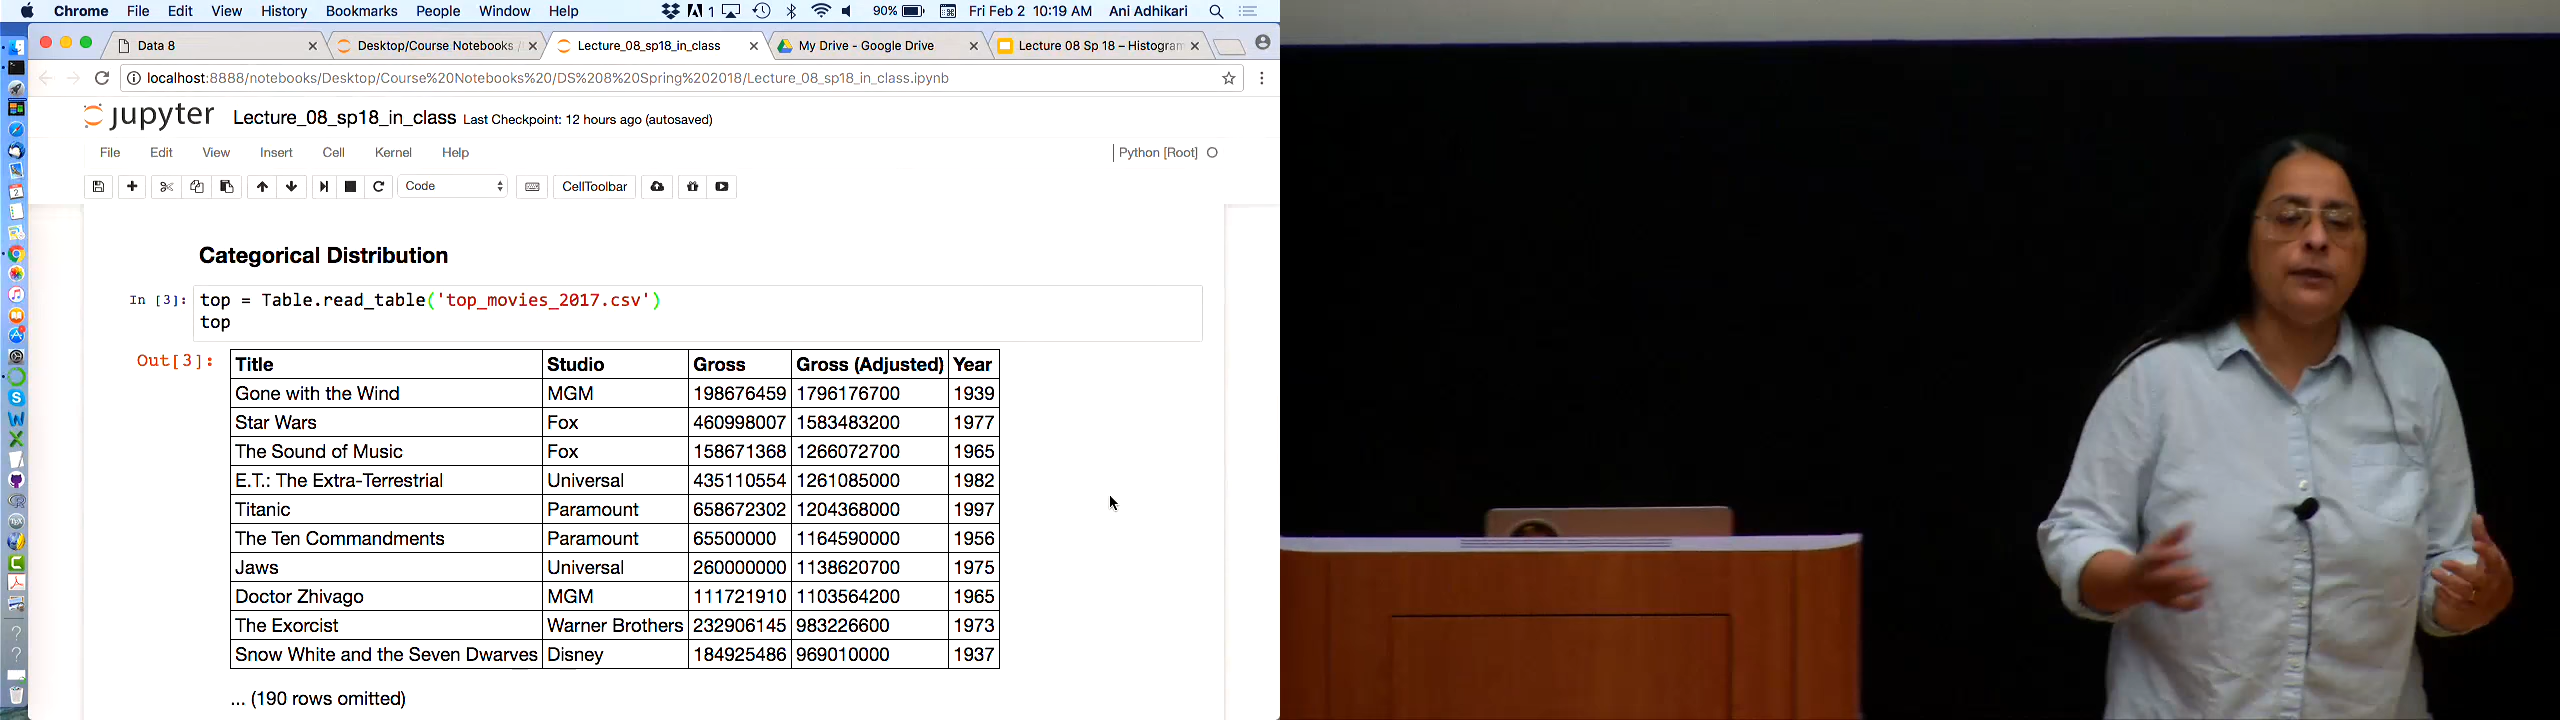 Chrome File Edit View History Bookmarks People Window Help 1 90% Fri Feb 2 10:19 AM Ani Adhikari
Data 8 Desktop/Course Notebooks / Lecture_08_sp18_in_class My Drive - Google Drive Lecture 08 Sp 18 – Histogram
localhost:8888/notebooks/Desktop/Course%20Notebooks%20/DS%208%20Spring%202018/Lecture_08_sp18_in_class.ipynb
jupyter Lecture_08_sp18_in_class Last Checkpoint: 12 hours ago (autosaved)
File Edit View Insert Cell Kernel Help Python [Root]
Code CellToolbar
Categorical Distribution
In [3]: top = Table.read_table('top_movies_2017.csv')
top
Out[3]:
Title Studio Gross Gross (Adjusted) Year
Gone with the Wind MGM 198676459 1796176700 1939
Star Wars Fox 460998007 1583483200 1977
The Sound of Music Fox 158671368 1266072700 1965
E.T.: The Extra-Terrestrial Universal 435110554 1261085000 1982
Titanic Paramount 658672302 1204368000 1997
The Ten Commandments Paramount 65500000 1164590000 1956
Jaws Universal 260000000 1138620700 1975
Doctor Zhivago MGM 111721910 1103564200 1965
The Exorcist Warner Brothers 232906145 983226600 1973
Snow White and the Seven Dwarves Disney 184925486 969010000 1937
... (190 rows omitted)